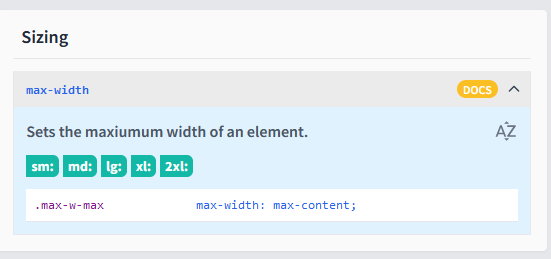 Sizing
max-width DOCS
Sets the maxiumum width of an element.
AZ
sm: md: lg: xl: 2xl:
.max-w-max max-width: max-content;